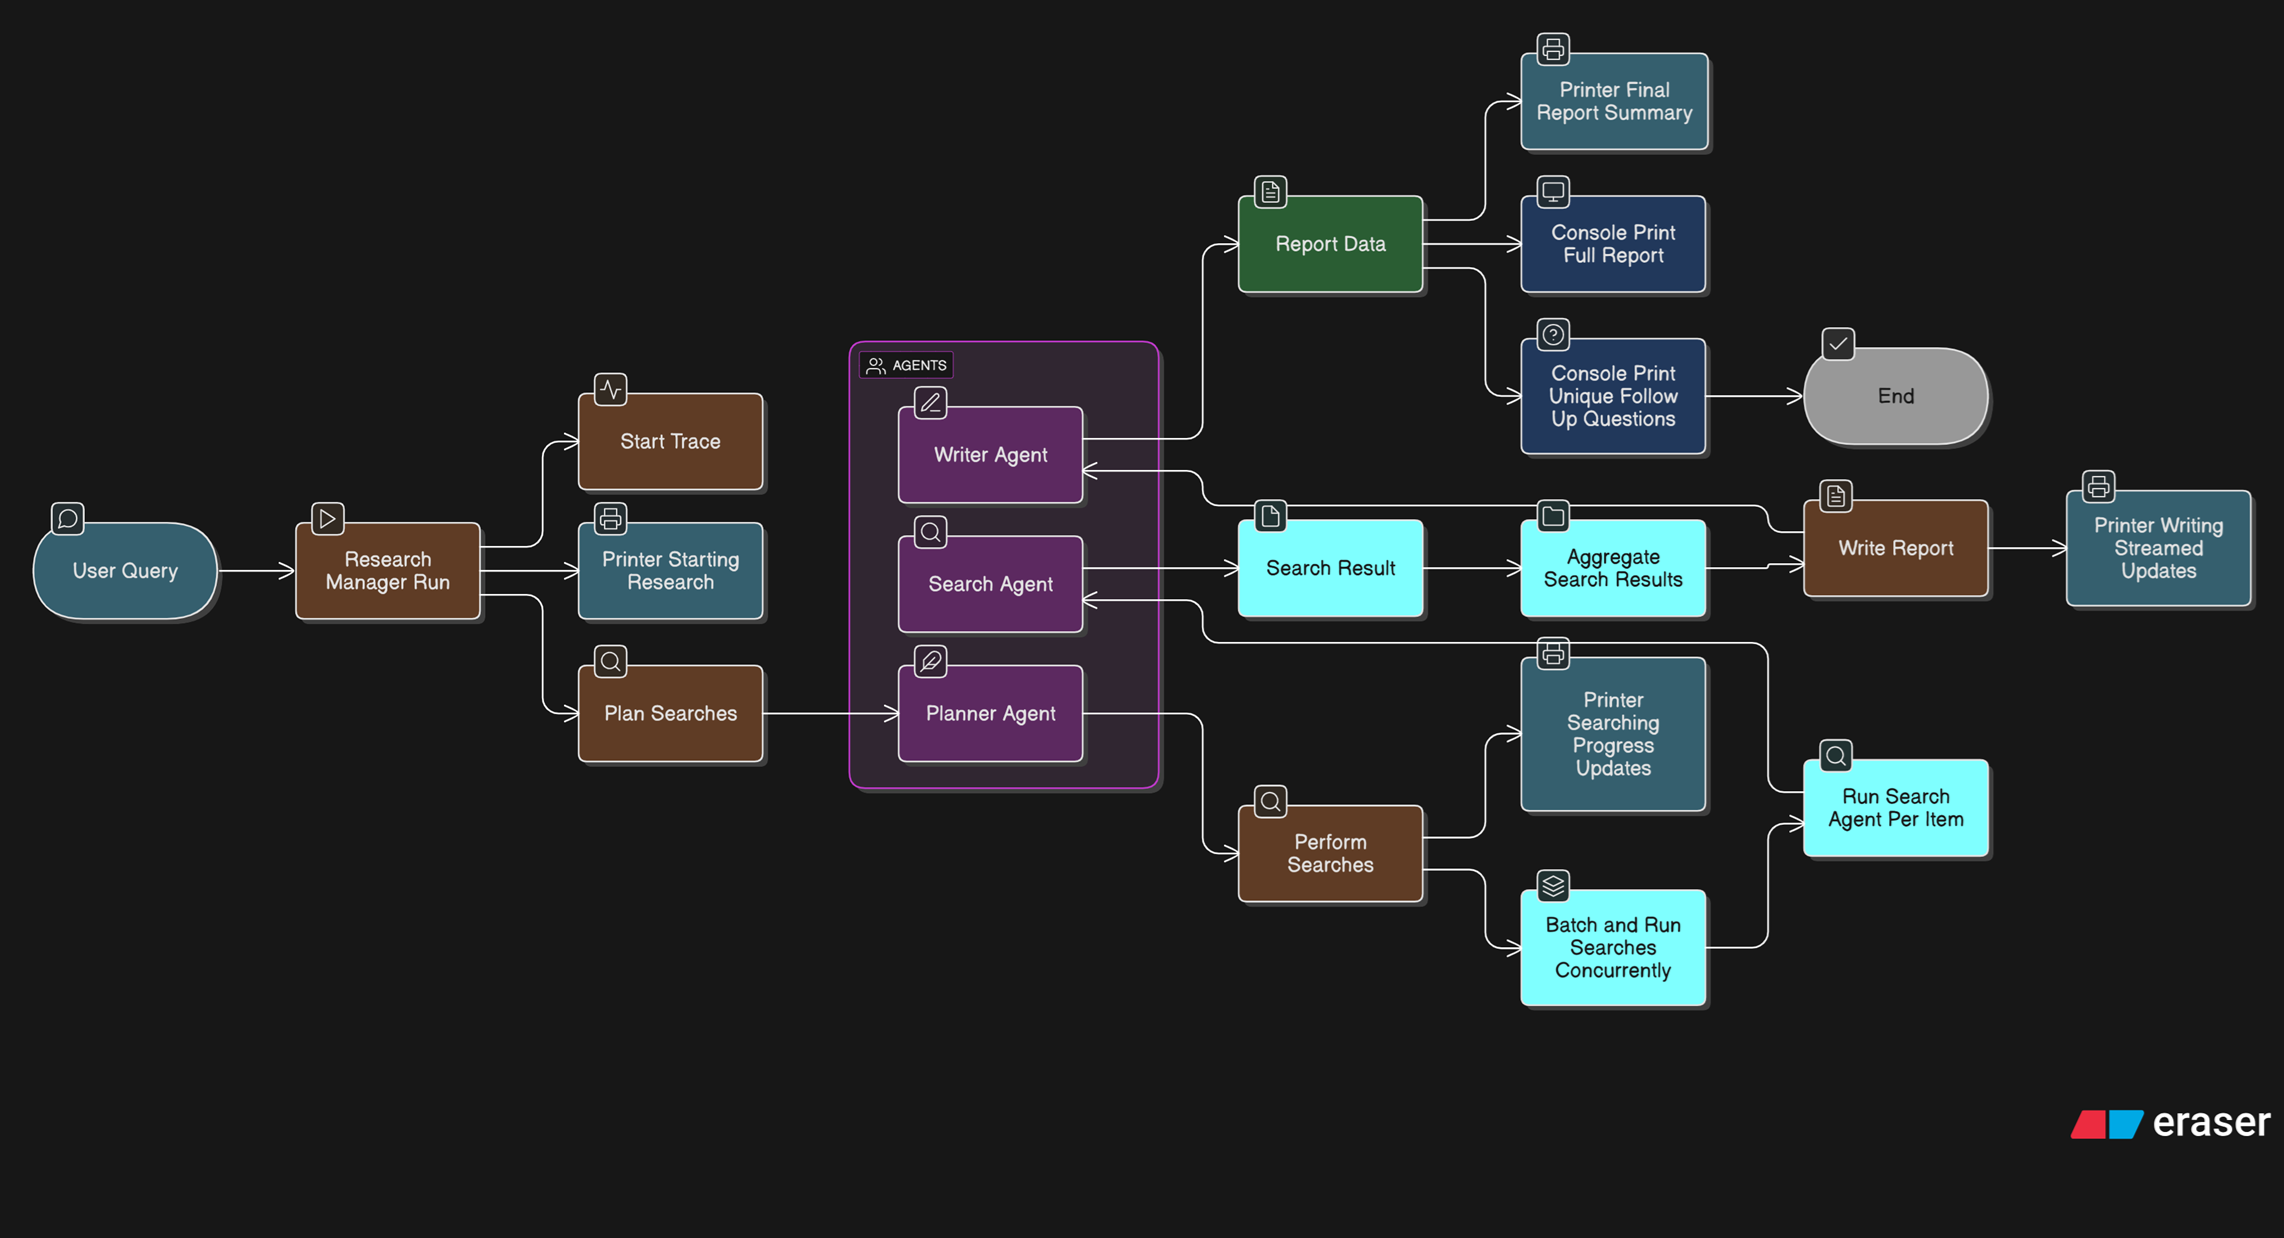 Printer Final
Report Summary
Report Data
Console Print
Full Report
Console Print
Unique Follow
Up Questions
End
AGENTS
Writer Agent
Start Trace
User Query
Research
Manager Run
Printer Starting
Research
Search Agent
Search Result
Aggregate
Search Results
Write Report
Printer Writing
Streamed
Updates
Plan Searches
Planner Agent
Printer
Searching
Progress
Updates
Run Search
Agent Per Item
Perform
Searches
Batch and Run
Searches
Concurrently
eraser